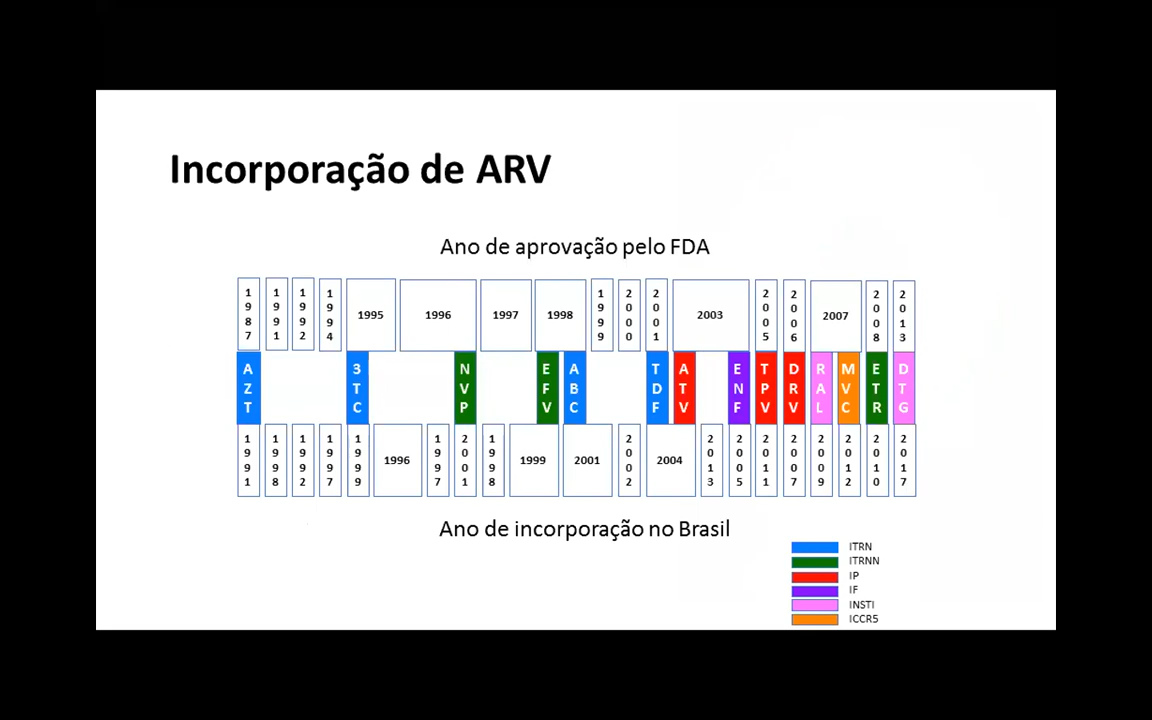 Incorporação de ARV
Ano de aprovação pelo FDA
1987 1991 1992 1994 1995 1996 1997 1998 1999 2000 2001 2003 2005 2006 2007 2008 2013
AZT 3TC NVP EFV ABC TDF ATV ENF TPV DRV RAL MVC ETR DTG
1991 1998 1992 1997 1999 1996 1997 2001 1998 1999 2001 2002 2004 2013 2005 2011 2007 2009 2012 2010 2017
Ano de incorporação no Brasil
ITRN
ITRNN
IP
IF
INSTI
ICCR5